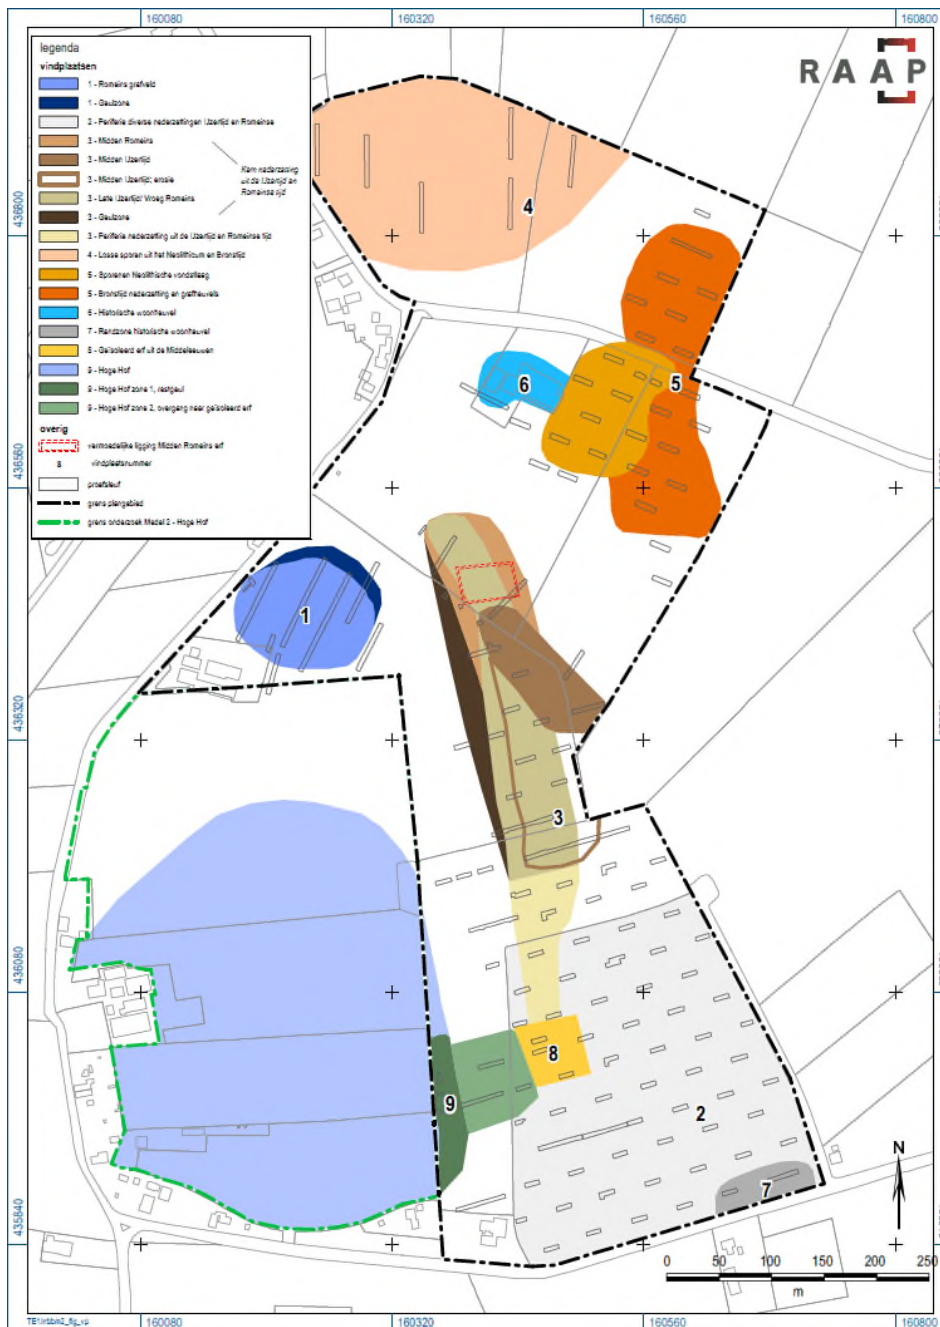 160080 160320 160560 160800
RAAP
legenda
vindplaatsen
1 - Romeins grafveld
1 - Geulzone
2 - Periferie diverse nederzettingen IJzertijd en Romeinse
3 - Midden Romeins
3 - Midden IJzertijd
3 - Midden IJzertijd; erosie
Kern nederzetting
uit de IJzertijd en
Romeinse tijd
3 - Late IJzertijd/ Vroeg Romeins
3 - Geulzone
3 - Periferie nederzetting uit de IJzertijd en Romeinse tijd
4 - Losse sporen uit het Neolithicum en Bronstijd
5 - Sporen en Neolithische vondstlaag
5 - Bronstijd nederzetting en grafheuvels
6 - Historische woonheuvel
7 - Randzone historische woonheuvel
8 - Geïsoleerd erf uit de Middeleeuwen
9 - Hoge Hof
9 - Hoge Hof zone 1, restgeul
9 - Hoge Hof zone 2, overgang naar geïsoleerd erf
overig
vermoedelijke ligging Midden Romeins erf
8 vindplaatsnummer
proefsleuf
grens plangebied
grens onderzoek Medel 2 - Hoge Hof
436800
436560
436320
436080
435840
4
5
6
1
3
8
9
2
7
N
0 50 100 150 200 250
m
160080 160320 160560 160800